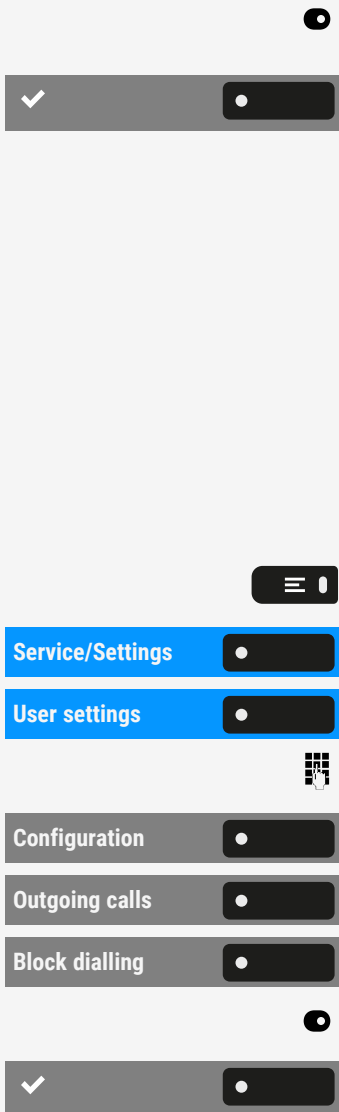 Service/Settings
User settings
Configuration
Outgoing calls
Block dialling